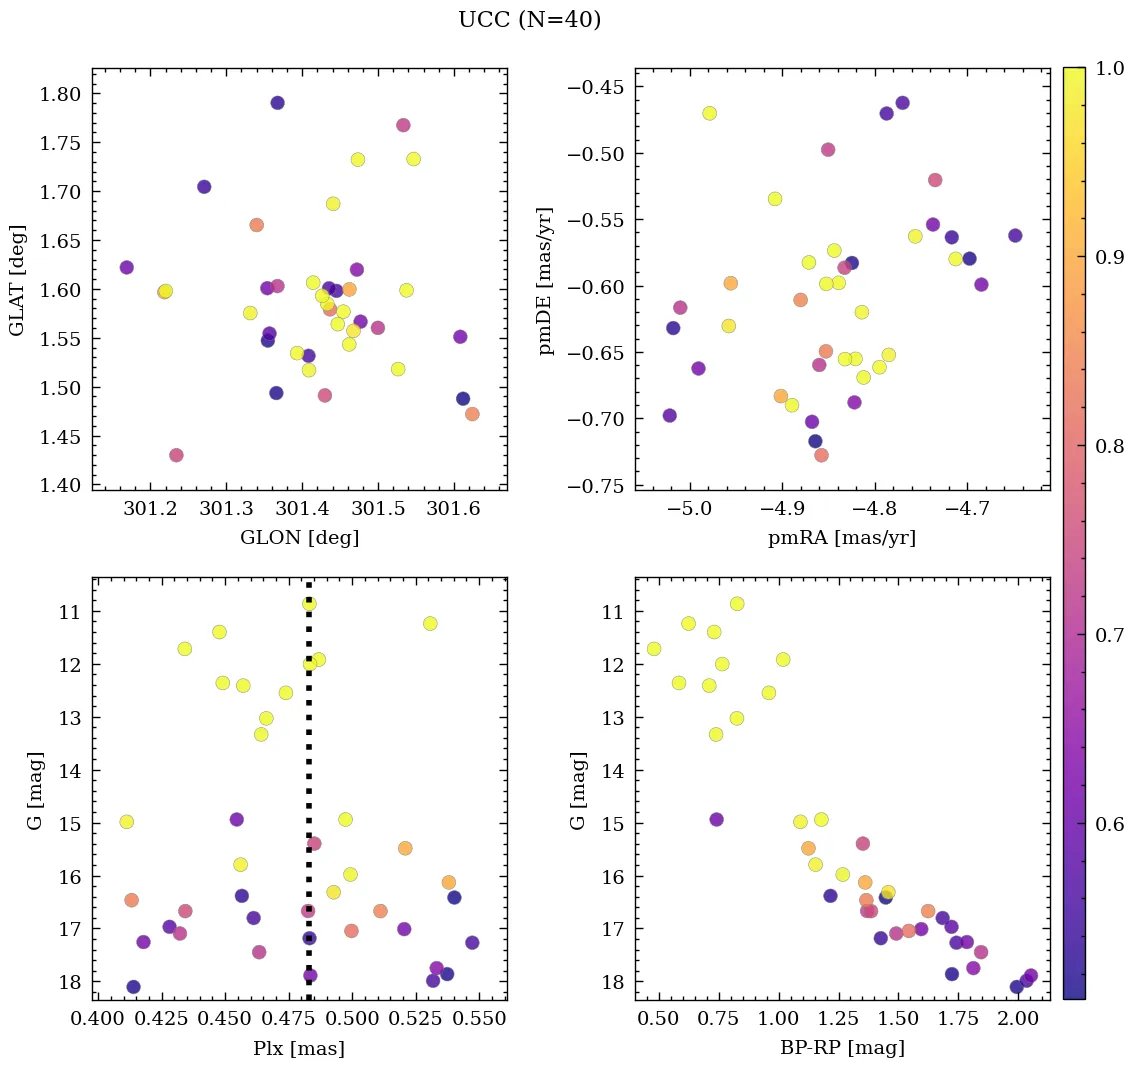 UCC (N=40)
1.80
1.75
1.70
1.65
1.60
1.55
1.50
1.45
1.40
GLAT [deg]
301.2 301.3 301.4 301.5 301.6
GLON [deg]
−0.45
−0.50
−0.55
−0.60
−0.65
−0.70
−0.75
pmDE [mas/yr]
−5.0 −4.9 −4.8 −4.7
pmRA [mas/yr]
1.0
0.9
0.8
0.7
0.6
11
12
13
14
15
16
17
18
G [mag]
0.400 0.425 0.450 0.475 0.500 0.525 0.550
Plx [mas]
11
12
13
14
15
16
17
18
G [mag]
0.50 0.75 1.00 1.25 1.50 1.75 2.00
BP-RP [mag]